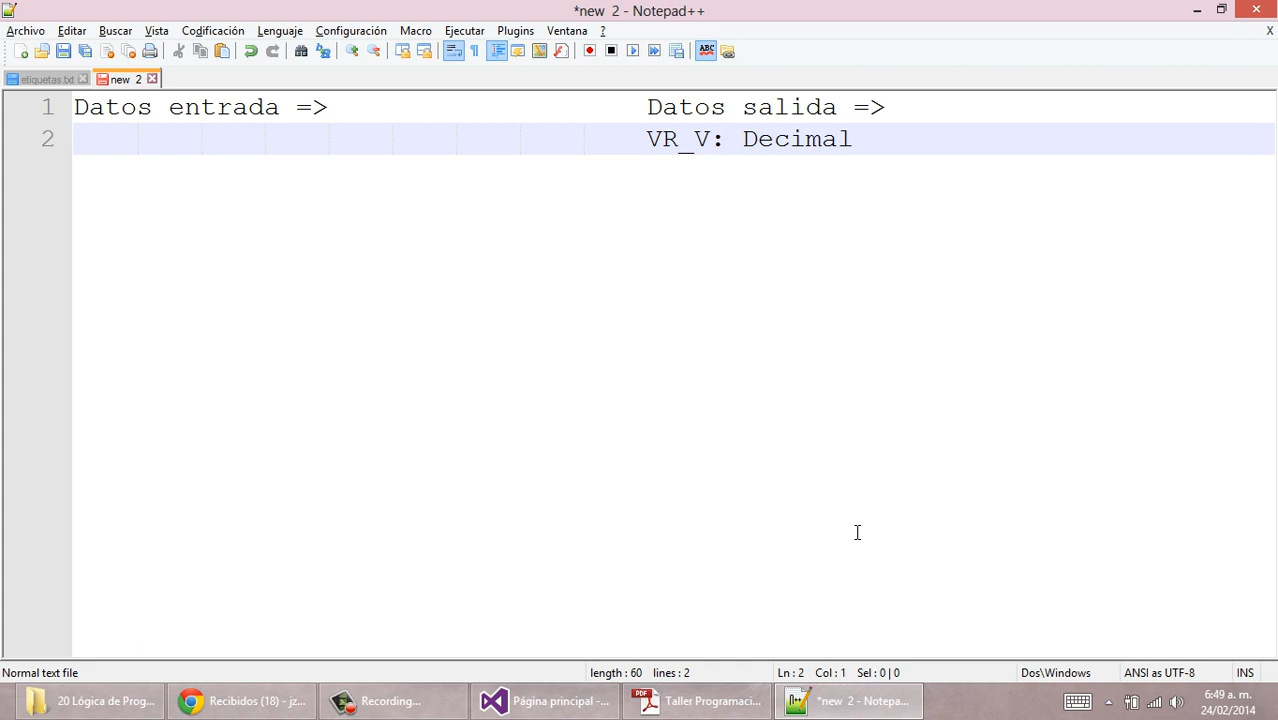 *new 2 - Notepad++
Archivo Editar Buscar Vista Codificación Lenguaje Configuración Macro Ejecutar Plugins Ventana ? X
ABC
etiquetas.txt new 2
1 Datos entrada => Datos salida =>
2 VR_V: Decimal
Normal text file length : 60 lines : 2 Ln : 2 Col : 1 Sel : 0 | 0 Dos\Windows ANSI as UTF-8 INS
20 Lógica de Prog... Recibidos (18) - jz... Recording... Página principal -... Taller Programaci... *new 2 - Notepa... 6:49 a. m.
24/02/2014